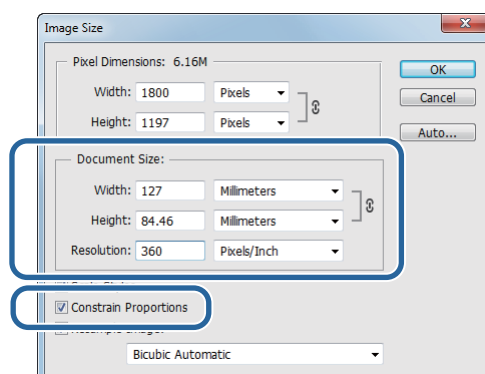 Image Size
Pixel Dimensions: 6.16M
Width: 1800 Pixels
Height: 1197 Pixels
OK
Cancel
Auto...
Document Size:
Width: 127 Millimeters
Height: 84.46 Millimeters
Resolution: 360 Pixels/Inch
Constrain Proportions
Bicubic Automatic